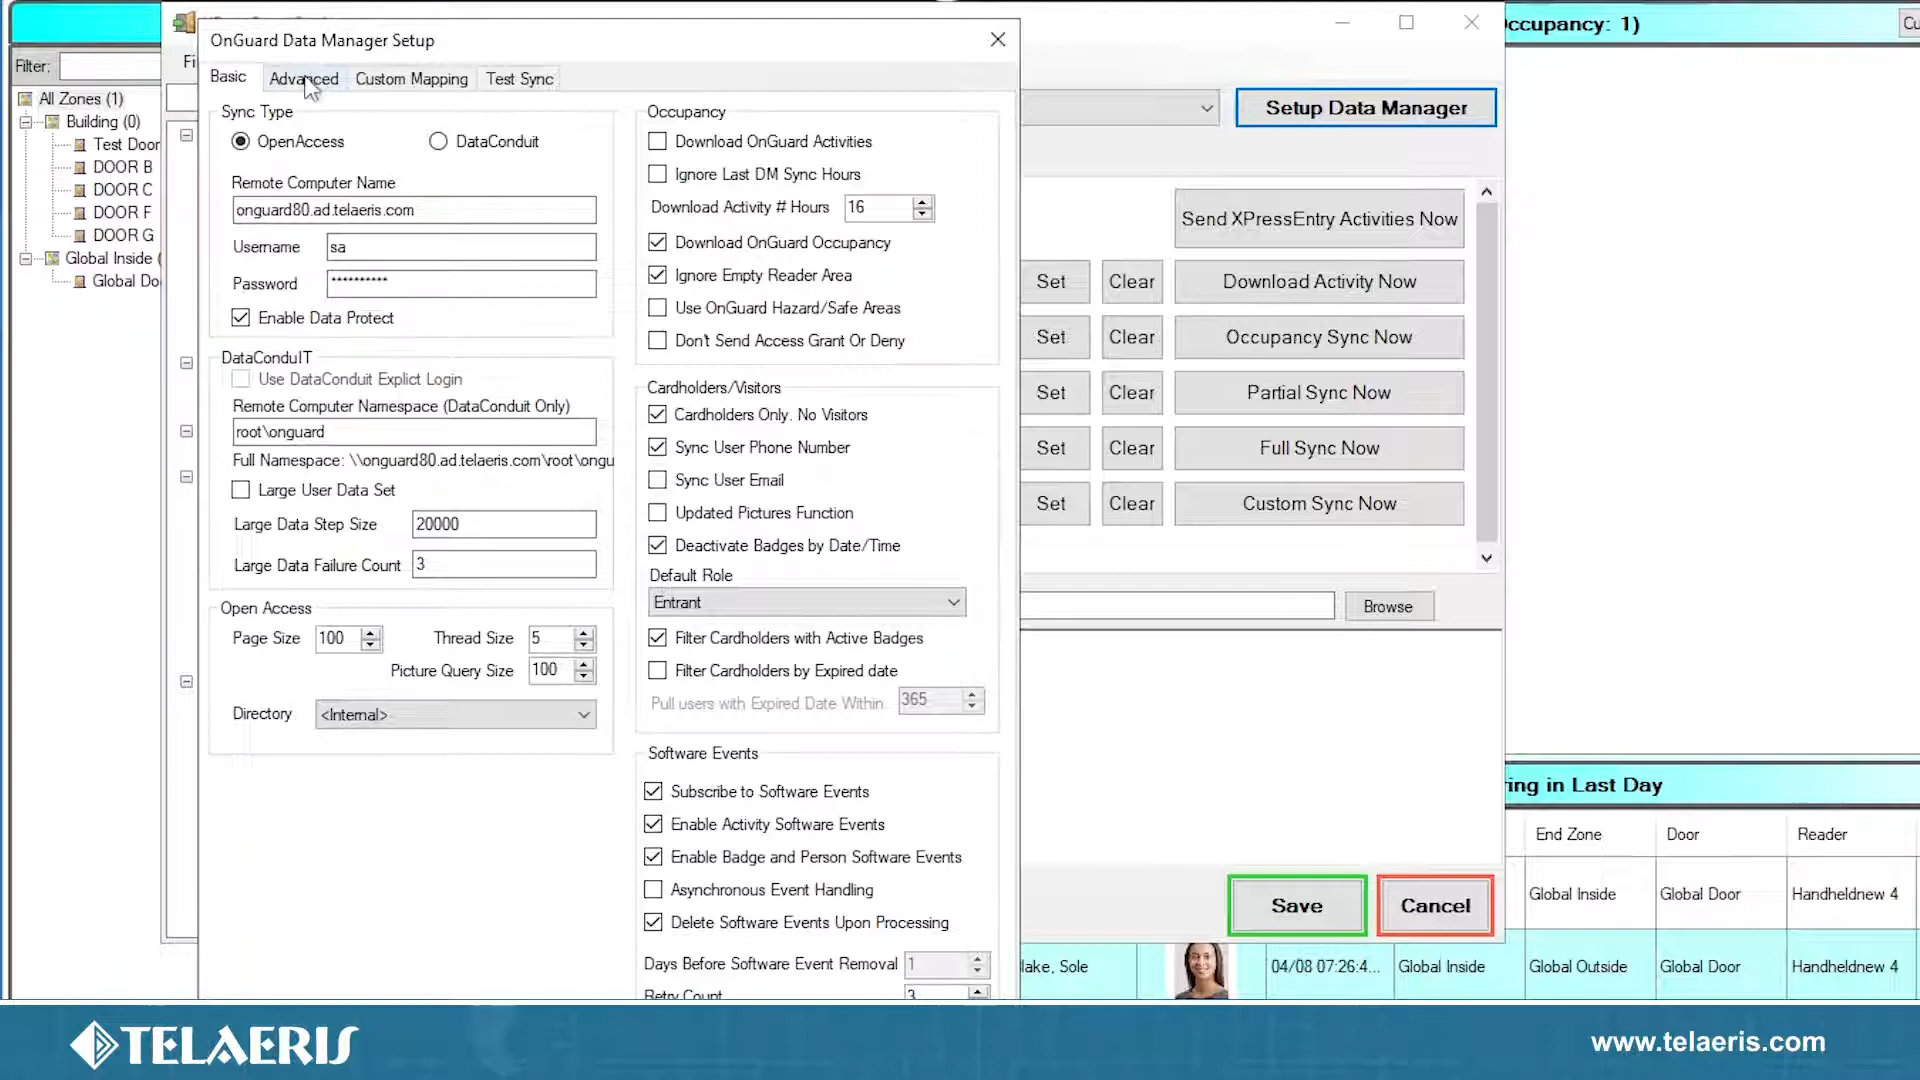 ccupancy: 1)
Cu
Filter:
All Zones (1)
Building (0)
Test Door
DOOR B
DOOR C
DOOR F
DOOR G
Global Inside (
Global Do
Fi
OnGuard Data Manager Setup
Basic
Advanced
Custom Mapping
Test Sync
Sync Type
OpenAccess
DataConduit
Remote Computer Name
onguard80.ad.telaeris.com
Username
sa
Password
**********
Enable Data Protect
DataConduIT
Use DataConduit Explict Login
Remote Computer Namespace (DataConduit Only)
root\onguard
Full Namespace: \\onguard80.ad.telaeris.com\root\ongu
Large User Data Set
Large Data Step Size
20000
Large Data Failure Count
3
Open Access
Page Size
100
Thread Size
5
Picture Query Size
100
Directory
<Internal>
Occupancy
Download OnGuard Activities
Ignore Last DM Sync Hours
Download Activity # Hours
16
Download OnGuard Occupancy
Ignore Empty Reader Area
Use OnGuard Hazard/Safe Areas
Don't Send Access Grant Or Deny
Cardholders/Visitors
Cardholders Only. No Visitors
Sync User Phone Number
Sync User Email
Updated Pictures Function
Deactivate Badges by Date/Time
Default Role
Entrant
Filter Cardholders with Active Badges
Filter Cardholders by Expired date
Pull users with Expired Date Within
365
Software Events
Subscribe to Software Events
Enable Activity Software Events
Enable Badge and Person Software Events
Asynchronous Event Handling
Delete Software Events Upon Processing
Days Before Software Event Removal
1
Retry Count
3
Setup Data Manager
Send XPressEntry Activities Now
Set
Clear
Download Activity Now
Set
Clear
Occupancy Sync Now
Set
Clear
Partial Sync Now
Set
Clear
Full Sync Now
Set
Clear
Custom Sync Now
Browse
Save
Cancel
ring in Last Day
End Zone
Door
Reader
Global Inside
Global Door
Handheldnew 4
lake, Sole
04/08 07:26:4...
Global Inside
Global Outside
Global Door
Handheldnew 4
TELAERIS
www.telaeris.com